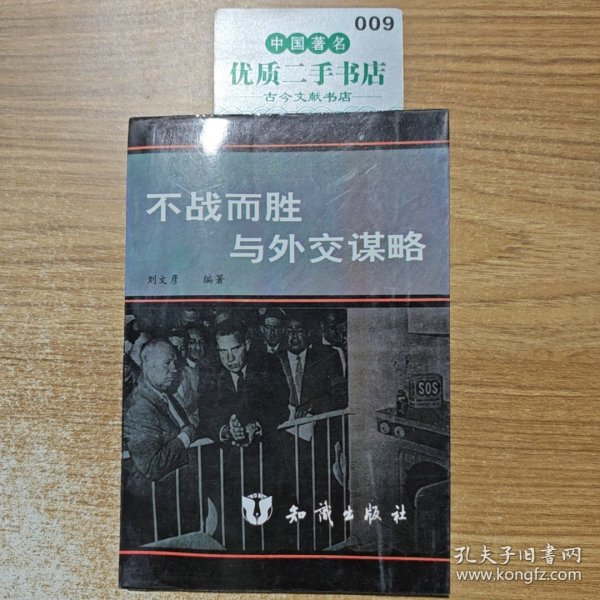 009
中国著名
优质二手书店
古今文献书店
不战而胜
与外交谋略
刘文彦 编著
SOS
知识出版社
孔夫子旧书网
www.kongfz.com